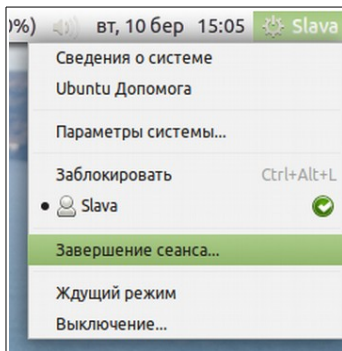 0%) вт, 10 бер 15:05 Slava
Сведения о системе
Ubuntu Допомога
Параметры системы...
Заблокировать Ctrl+Alt+L
Slava
Завершение сеанса...
Ждущий режим
Выключение...